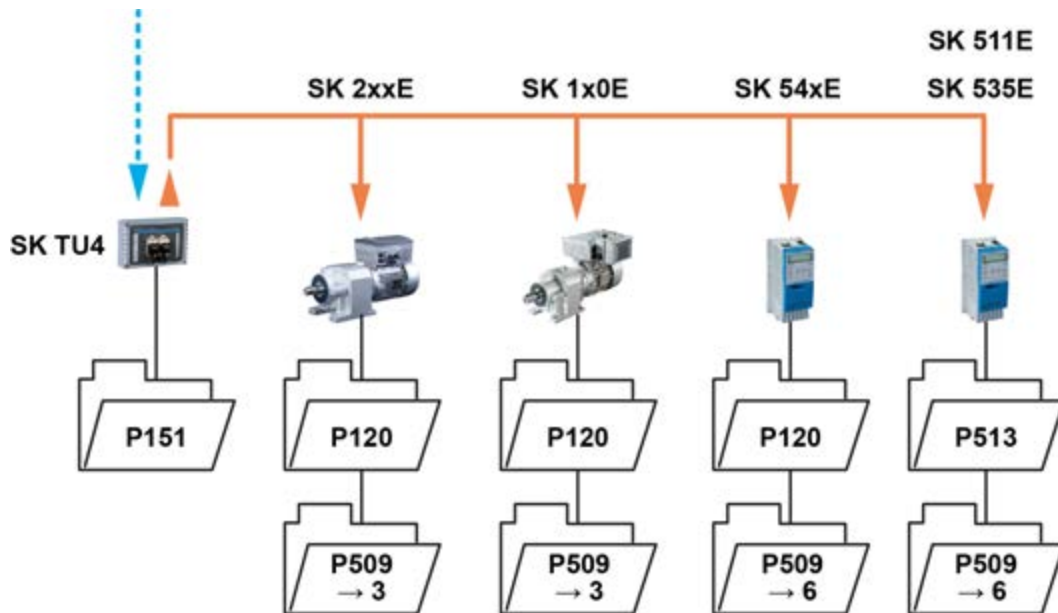 SK 511E
SK 2xxE
SK 1x0E
SK 54xE
SK 535E
SK TU4
P151
P120
P120
P120
P513
P509
→ 3
P509
→ 3
P509
→ 6
P509
→ 6